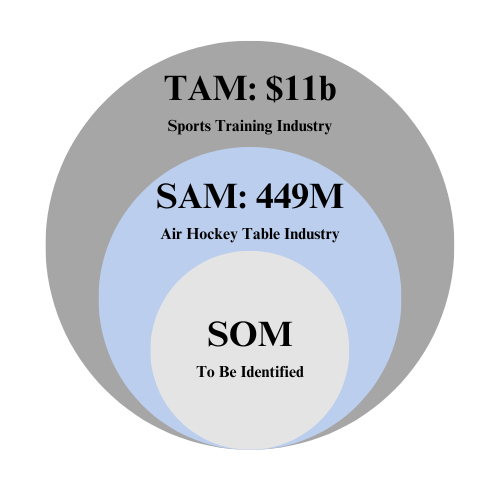 TAM: $11b
Sports Training Industry
SAM: 449M
Air Hockey Table Industry
SOM
To Be Identified